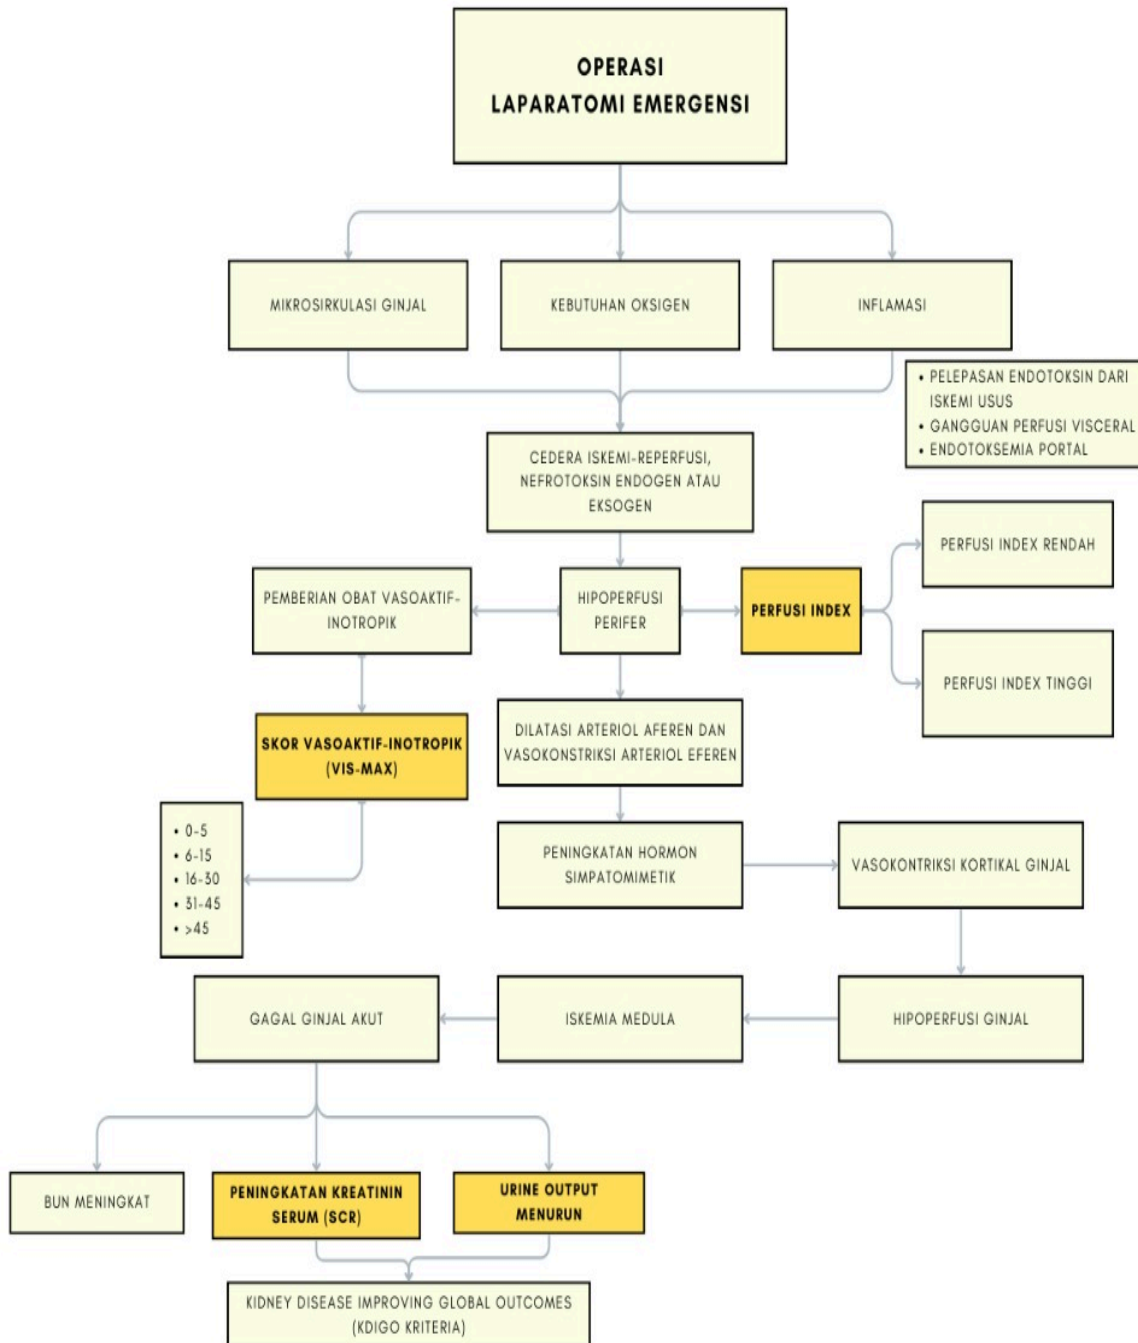 OPERASI
LAPARATOMI EMERGENSI
MIKROSIRKULASI GINJAL
KEBUTUHAN OKSIGEN
INFLAMASI
• PELEPASAN ENDOTOKSIN DARI
ISKEMI USUS
• GANGGUAN PERFUSI VISCERAL
• ENDOTOKSEMIA PORTAL
CEDERA ISKEMI-REPERFUSI,
NEFROTOKSIN ENDOGEN ATAU
EKSOGEN
PERFUSI INDEX RENDAH
PEMBERIAN OBAT VASOAKTIF-
INOTROPIK
HIPOPERFUSI
PERIFER
PERFUSI INDEX
PERFUSI INDEX TINGGI
SKOR VASOAKTIF-INOTROPIK
(VIS-MAX)
DILATASI ARTERIOL AFEREN DAN
VASOKONSTRIKSI ARTERIOL EFEREN
• 0-5
• 6-15
• 16-30
• 31-45
• >45
PENINGKATAN HORMON
SIMPATOMIMETIK
VASOKONTRIKSI KORTIKAL GINJAL
GAGAL GINJAL AKUT
ISKEMIA MEDULA
HIPOPERFUSI GINJAL
BUN MENINGKAT
PENINGKATAN KREATININ
SERUM (SCR)
URINE OUTPUT
MENURUN
KIDNEY DISEASE IMPROVING GLOBAL OUTCOMES
(KDIGO KRITERIA)